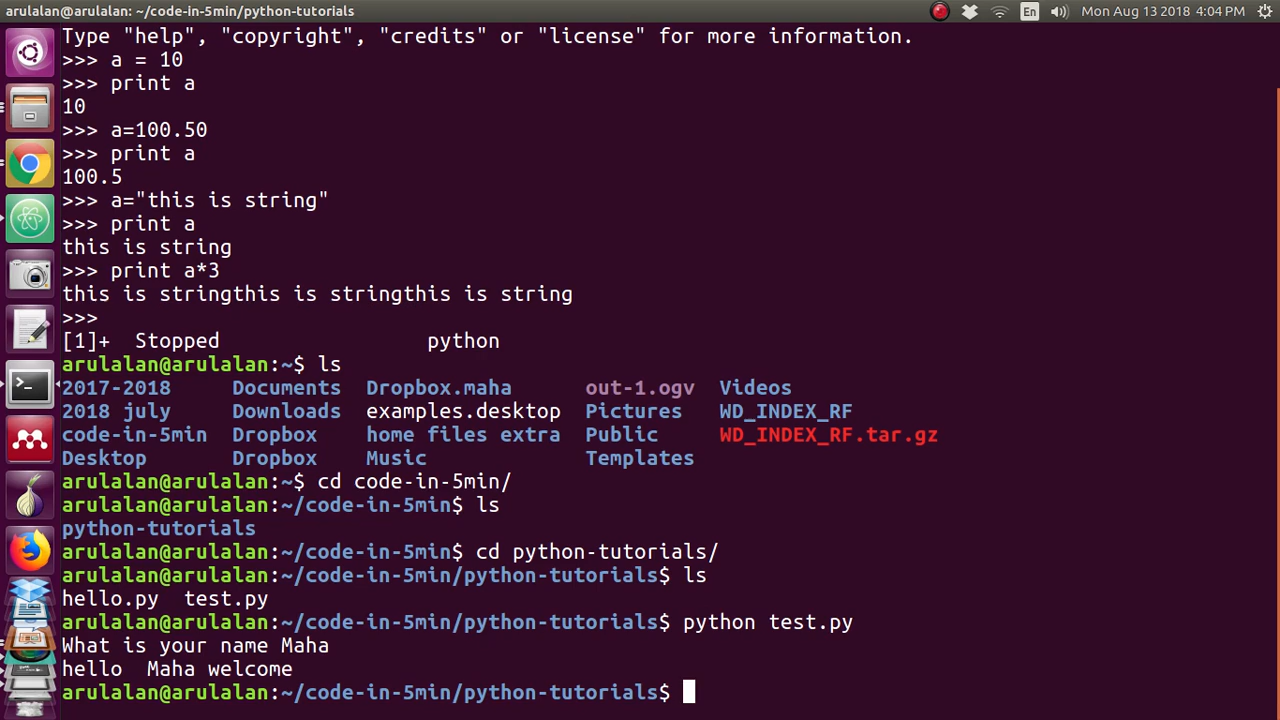 arulalan@arulalan: ~/code-in-5min/python-tutorials
En
Mon Aug 13 2018 4:04 PM
Type "help", "copyright", "credits" or "license" for more information.
>>> a = 10
>>> print a
10
>>> a=100.50
>>> print a
100.5
>>> a="this is string"
>>> print a
this is string
>>> print a*3
this is stringthis is stringthis is string
>>>
[1]+  Stopped                 python
arulalan@arulalan:~$ ls
2017-2018     Documents  Dropbox.maha      out-1.ogv  Videos
2018 july     Downloads  examples.desktop  Pictures   WD_INDEX_RF
code-in-5min  Dropbox    home files extra  Public     WD_INDEX_RF.tar.gz
Desktop       Dropbox    Music             Templates
arulalan@arulalan:~$ cd code-in-5min/
arulalan@arulalan:~/code-in-5min$ ls
python-tutorials
arulalan@arulalan:~/code-in-5min$ cd python-tutorials/
arulalan@arulalan:~/code-in-5min/python-tutorials$ ls
hello.py  test.py
arulalan@arulalan:~/code-in-5min/python-tutorials$ python test.py
What is your name Maha
hello  Maha welcome
arulalan@arulalan:~/code-in-5min/python-tutorials$